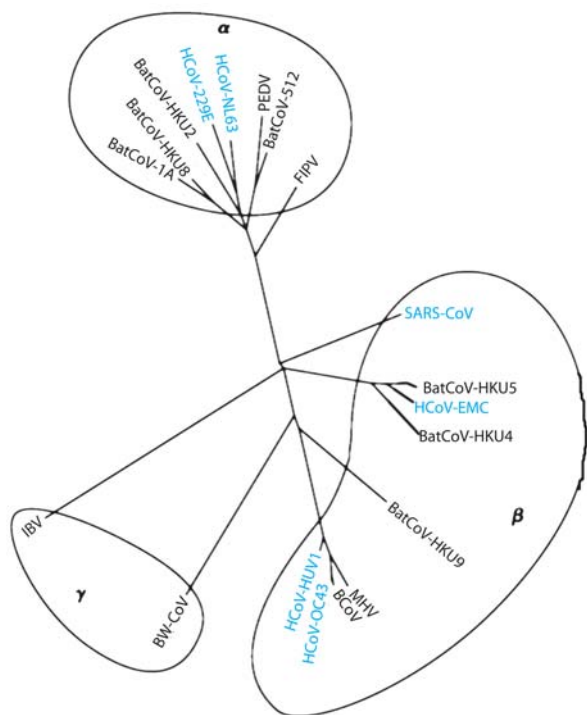 α
BatCoV-HKU2
HCoV-229E
HCoV-NL63
PEDV
BatCoV-512
BatCoV-HKU8
BatCoV-1A
FIPV
SARS-CoV
BatCoV-HKU5
HCoV-EMC
BatCoV-HKU4
β
BatCoV-HKU9
IBV
γ
BW-CoV
HCoV-HUV1
HCoV-OC43
BCoV
MHV